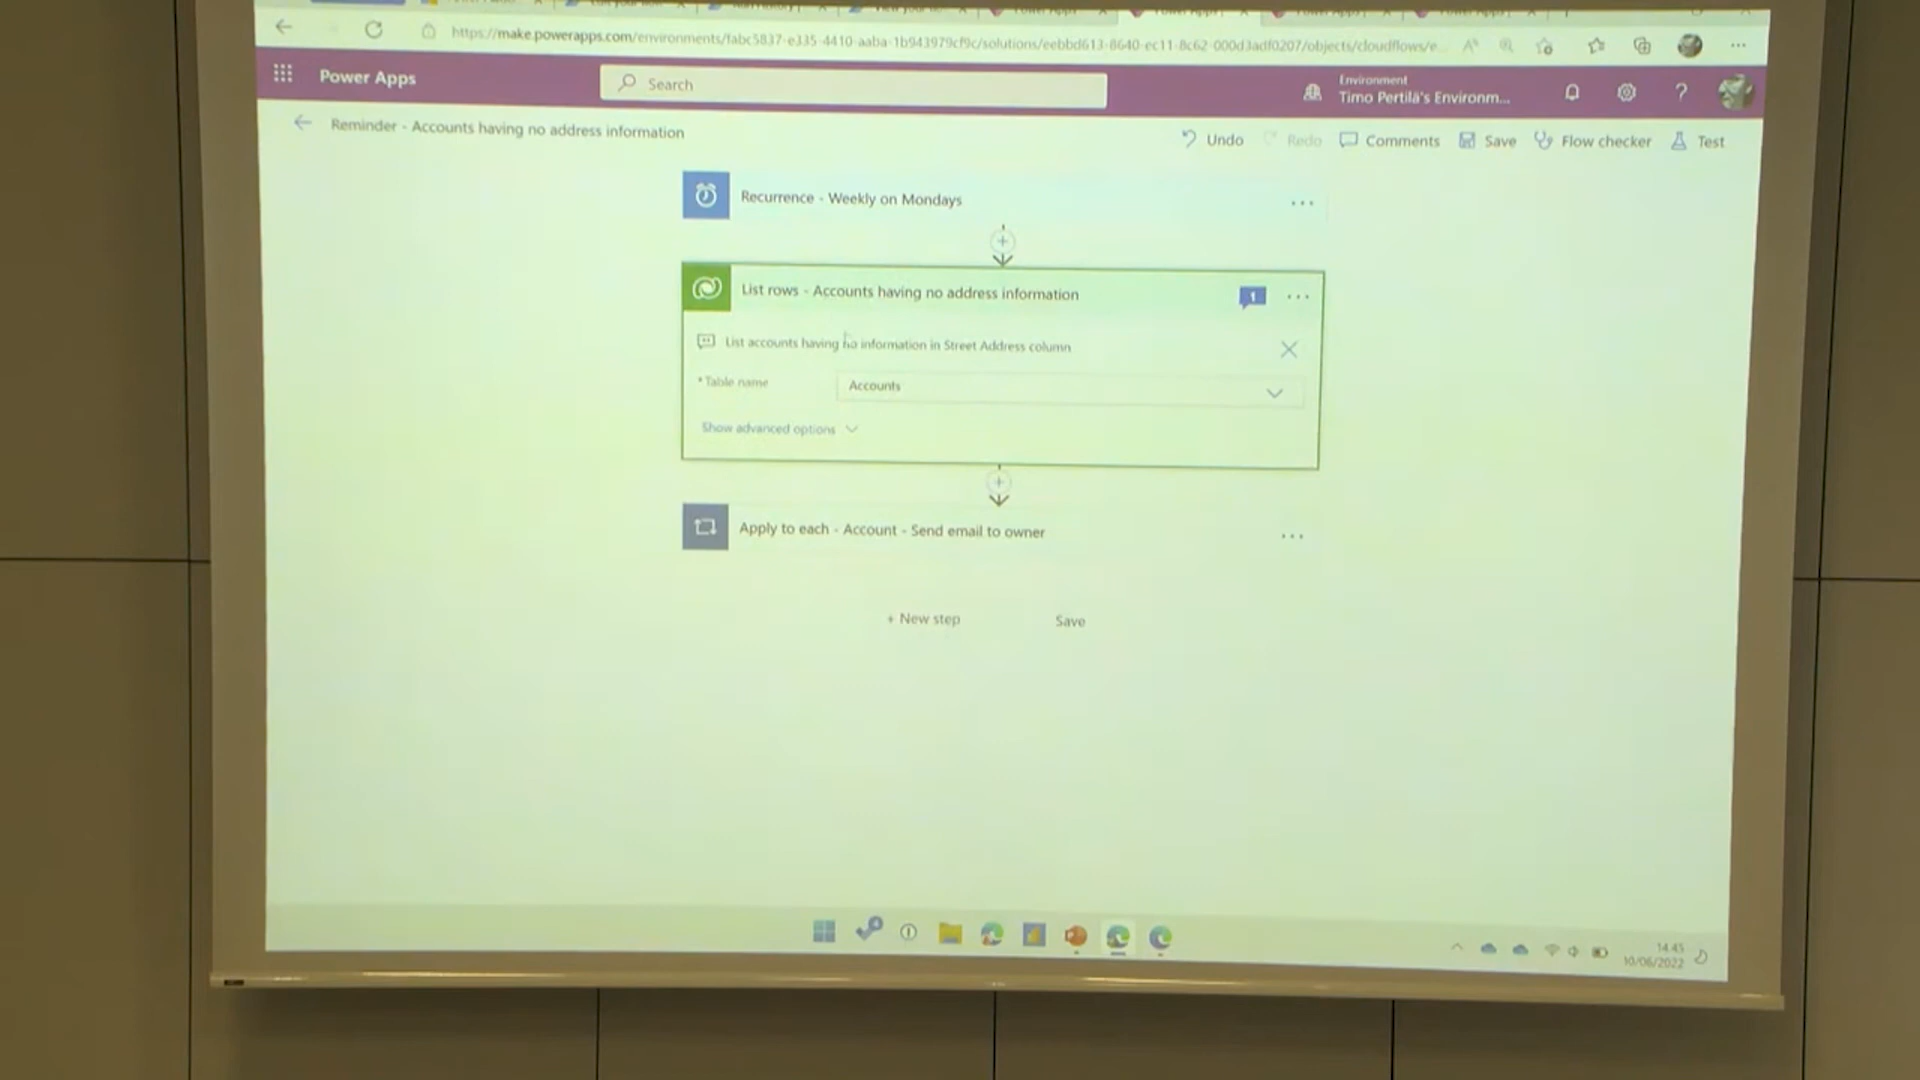 https://make.powerapps.com/environments/fabc5837-e335-4410-aaba-1b943979cf9c/solutions/eebbd613-8640-ec11-8c62-000d3adf0207/objects/cloudflows/e...
Power Apps
Search
Environment
Timo Pertilä's Environm...
?
Reminder - Accounts having no address information
Undo
Redo
Comments
Save
Flow checker
Test
Recurrence - Weekly on Mondays
List rows - Accounts having no address information
1
List accounts having no information in Street Address column
* Table name
Accounts
Show advanced options
Apply to each - Account - Send email to owner
+ New step
Save
14.45
10/06/2022